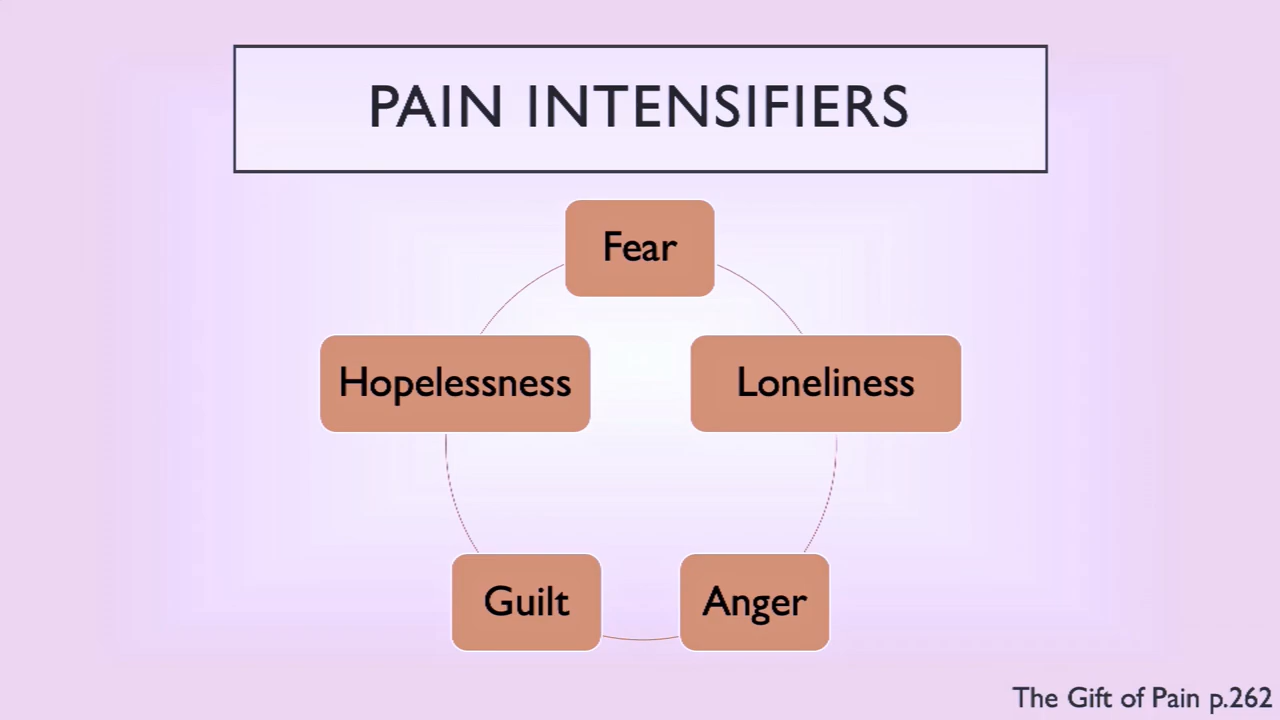 PAIN INTENSIFIERS
Fear
Hopelessness
Loneliness
Guilt
Anger
The Gift of Pain p.262